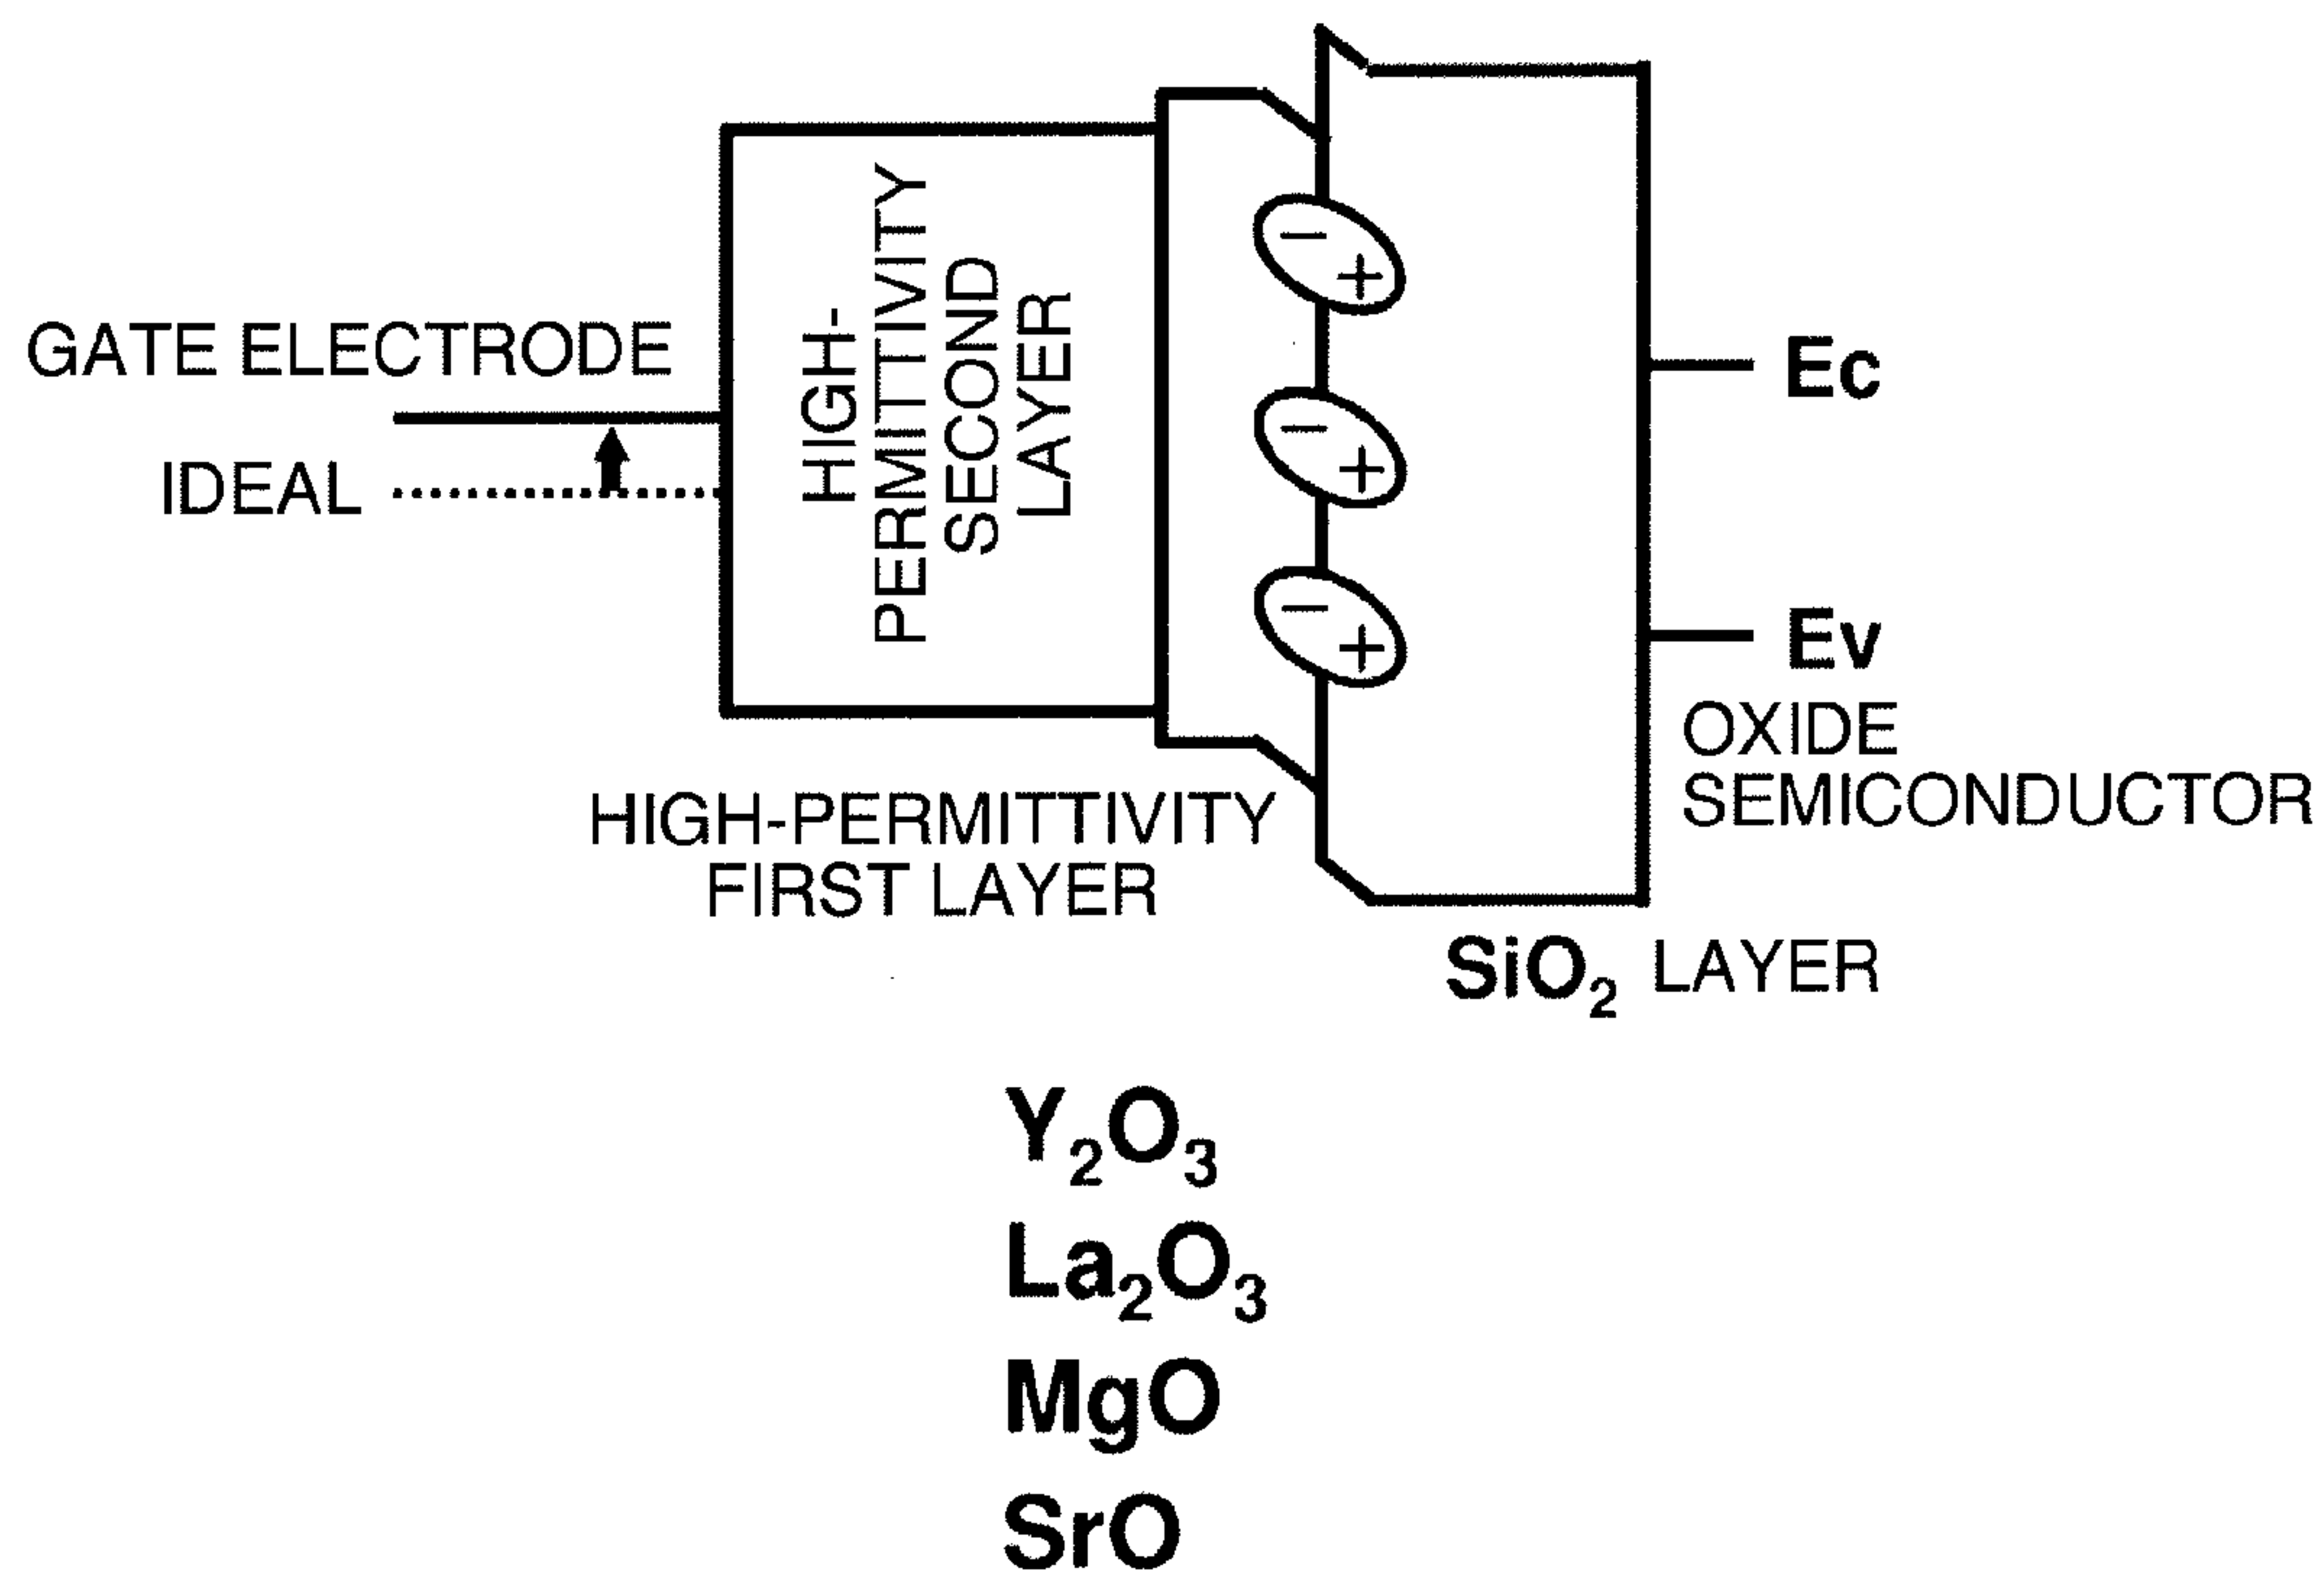 GATE ELECTRODE
IDEAL
HIGH-
PERMITTIVITY
SECOND
LAYER
−
+
−
+
−
+
Ec
Ev
OXIDE
SEMICONDUCTOR
HIGH-PERMITTIVITY
FIRST LAYER
SiO₂ LAYER
Y₂O₃
La₂O₃
MgO
SrO